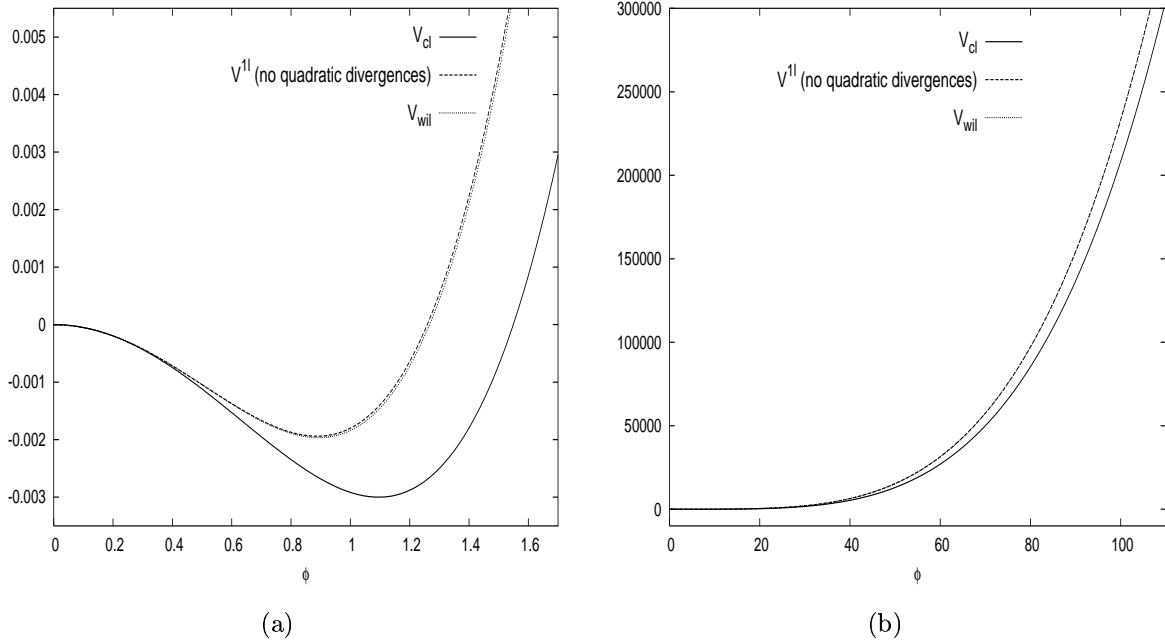 V_cl
V^1l (no quadratic divergences)
V_wil
0.005
0.004
0.003
0.002
0.001
0
-0.001
-0.002
-0.003
0 0.2 0.4 0.6 0.8 1 1.2 1.4 1.6
ϕ
(a)
V_cl
V^1l (no quadratic divergences)
V_wil
300000
250000
200000
150000
100000
50000
0
0 20 40 60 80 100
ϕ
(b)